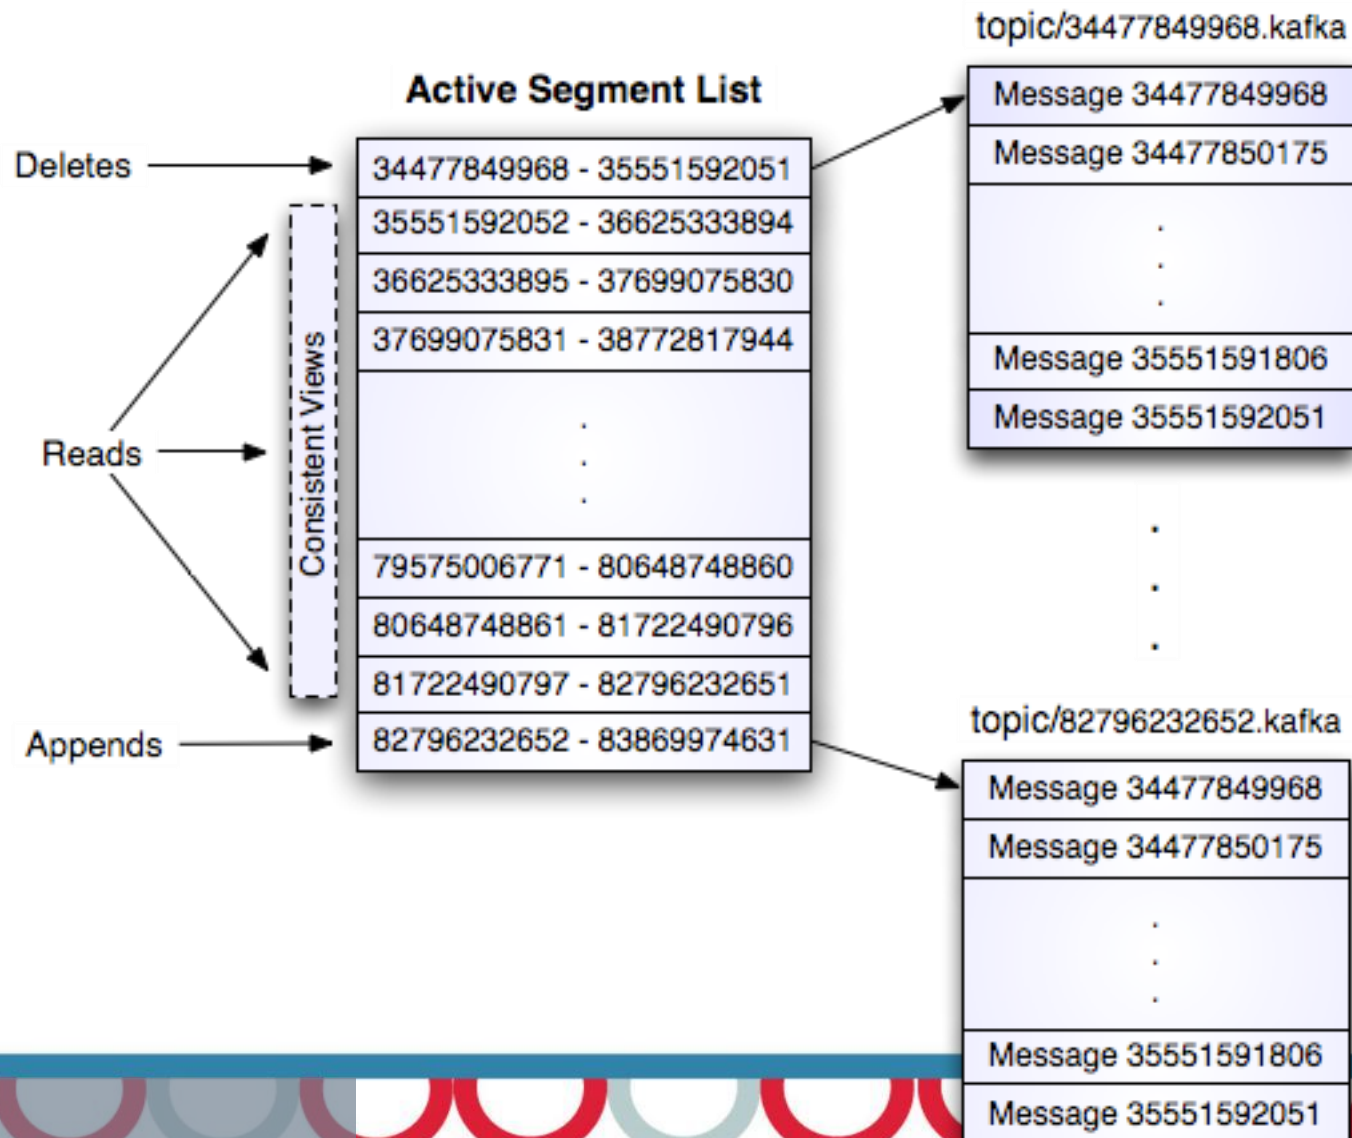 topic/34477849968.kafka
Active Segment List
Message 34477849968
Message 34477850175
.
.
.
Message 35551591806
Message 35551592051
Deletes
34477849968 - 35551592051
35551592052 - 36625333894
36625333895 - 37699075830
37699075831 - 38772817944
.
.
.
79575006771 - 80648748860
80648748861 - 81722490796
81722490797 - 82796232651
82796232652 - 83869974631
Consistent Views
Reads
Appends
.
.
.
topic/82796232652.kafka
Message 34477849968
Message 34477850175
.
.
.
Message 35551591806
Message 35551592051